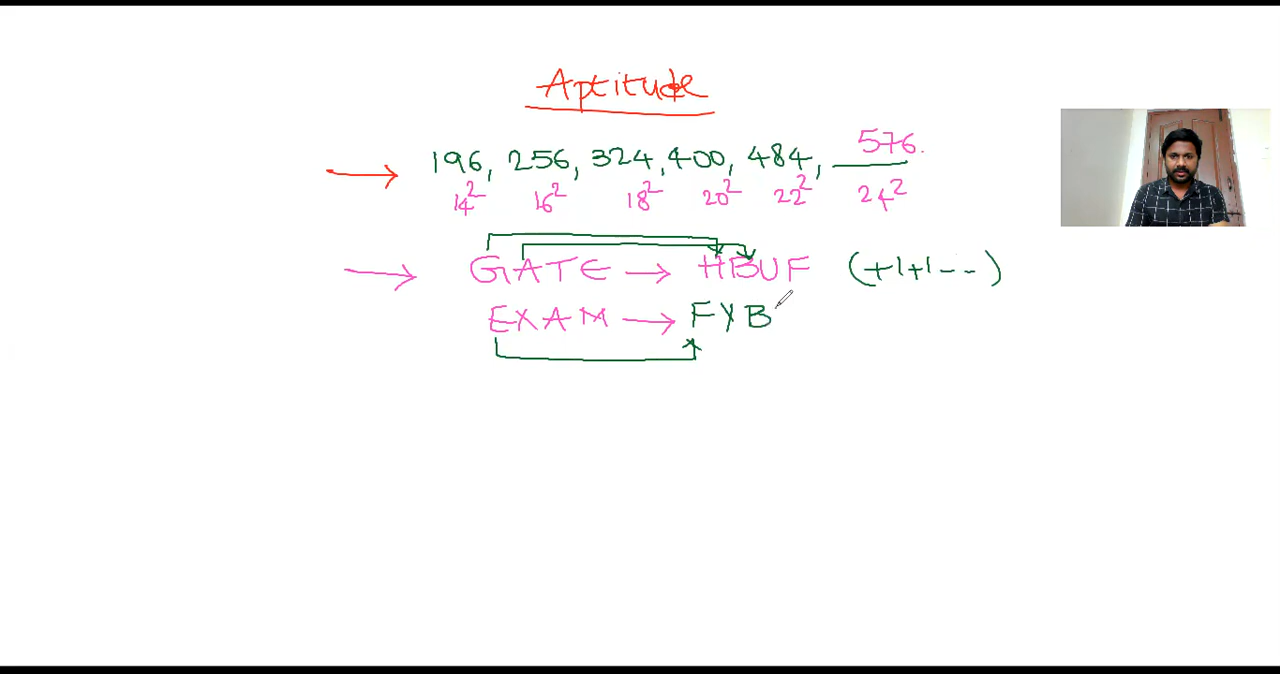 Aptitude
196, 256, 324, 400, 484, 576.
14² 16² 18² 20² 22² 24²
GATE → HBUF (+1+1---)
EXAM → FYB